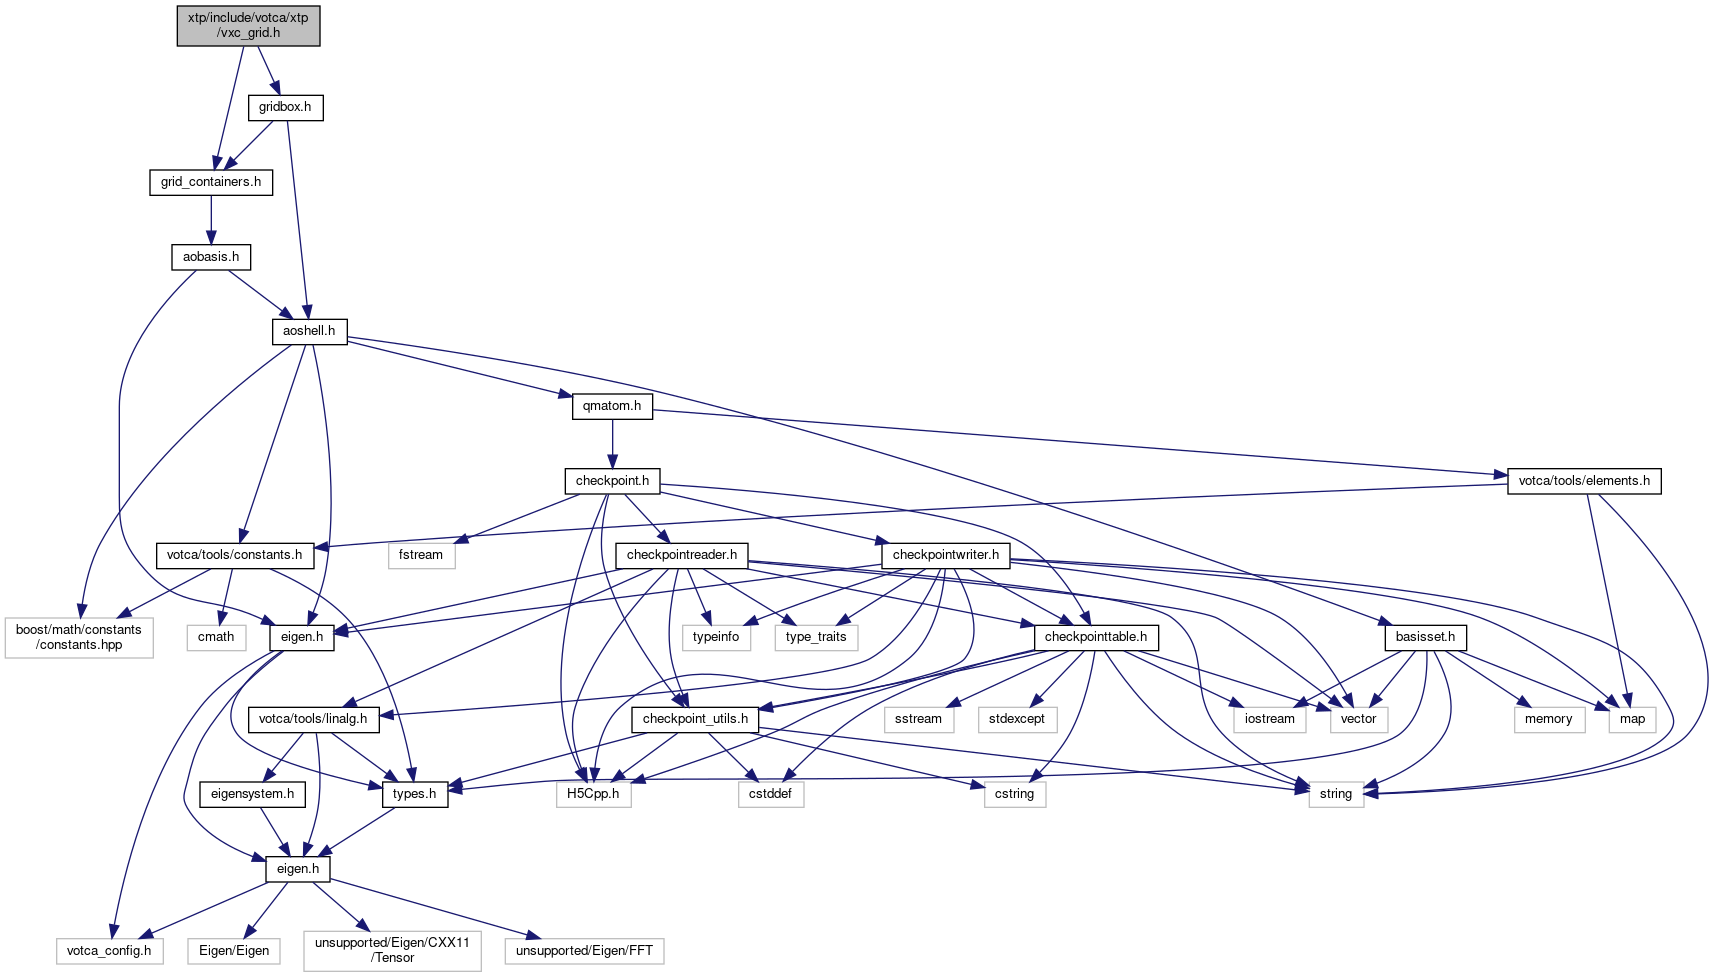 xtp/include/votca/xtp
/vxc_grid.h
gridbox.h
grid_containers.h
aobasis.h
aoshell.h
qmatom.h
checkpoint.h
votca/tools/elements.h
votca/tools/constants.h
fstream
checkpointreader.h
checkpointwriter.h
boost/math/constants
/constants.hpp
cmath
eigen.h
typeinfo
type_traits
checkpointtable.h
basisset.h
votca/tools/linalg.h
checkpoint_utils.h
sstream
stdexcept
iostream
vector
memory
map
eigensystem.h
types.h
H5Cpp.h
cstddef
cstring
string
eigen.h
votca_config.h
Eigen/Eigen
unsupported/Eigen/CXX11
/Tensor
unsupported/Eigen/FFT